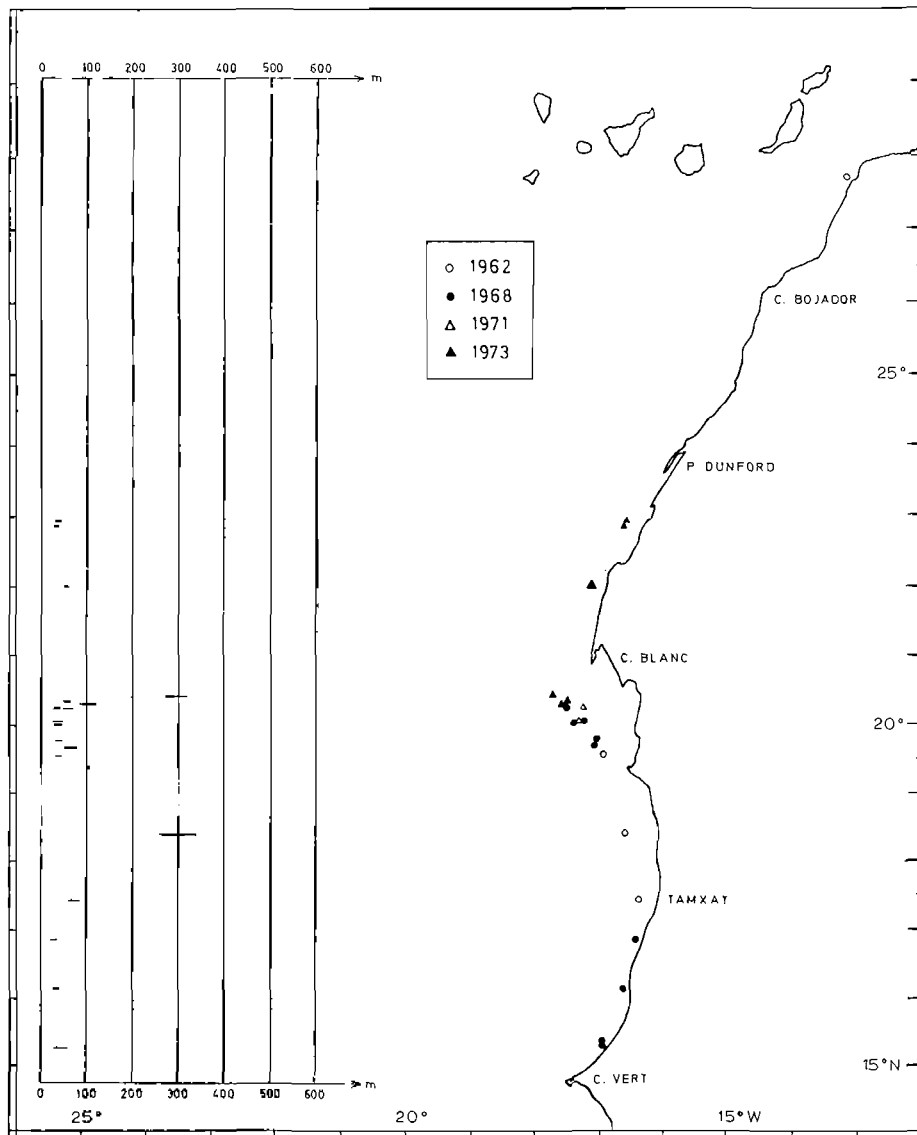 0 100 200 300 400 500 600 m
○ 1962
● 1968
△ 1971
▲ 1973
C. BOJADOR
25°
P. DUNFORD
C. BLANC
20°
TAMXAT
15°N
C. VERT
0 100 200 300 400 500 600 m
25° 20° 15°W